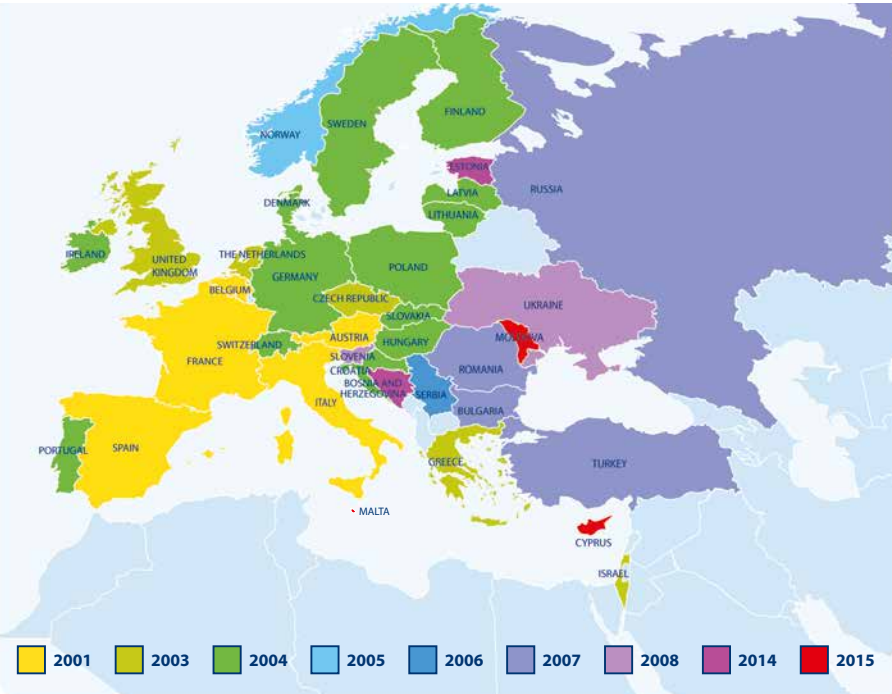 NORWAY
SWEDEN
FINLAND
ESTONIA
LATVIA
LITHUANIA
RUSSIA
DENMARK
IRELAND
UNITED
KINGDOM
THE NETHERLANDS
BELGIUM
GERMANY
POLAND
CZECH REPUBLIC
SLOVAKIA
UKRAINE
MOLDOVA
AUSTRIA
HUNGARY
SWITZERLAND
FRANCE
SLOVENIA
CROATIA
BOSNIA AND
HERZEGOVINA
SERBIA
ROMANIA
BULGARIA
ITALY
PORTUGAL
SPAIN
GREECE
TURKEY
MALTA
CYPRUS
ISRAEL
2001 2003 2004 2005 2006 2007 2008 2014 2015